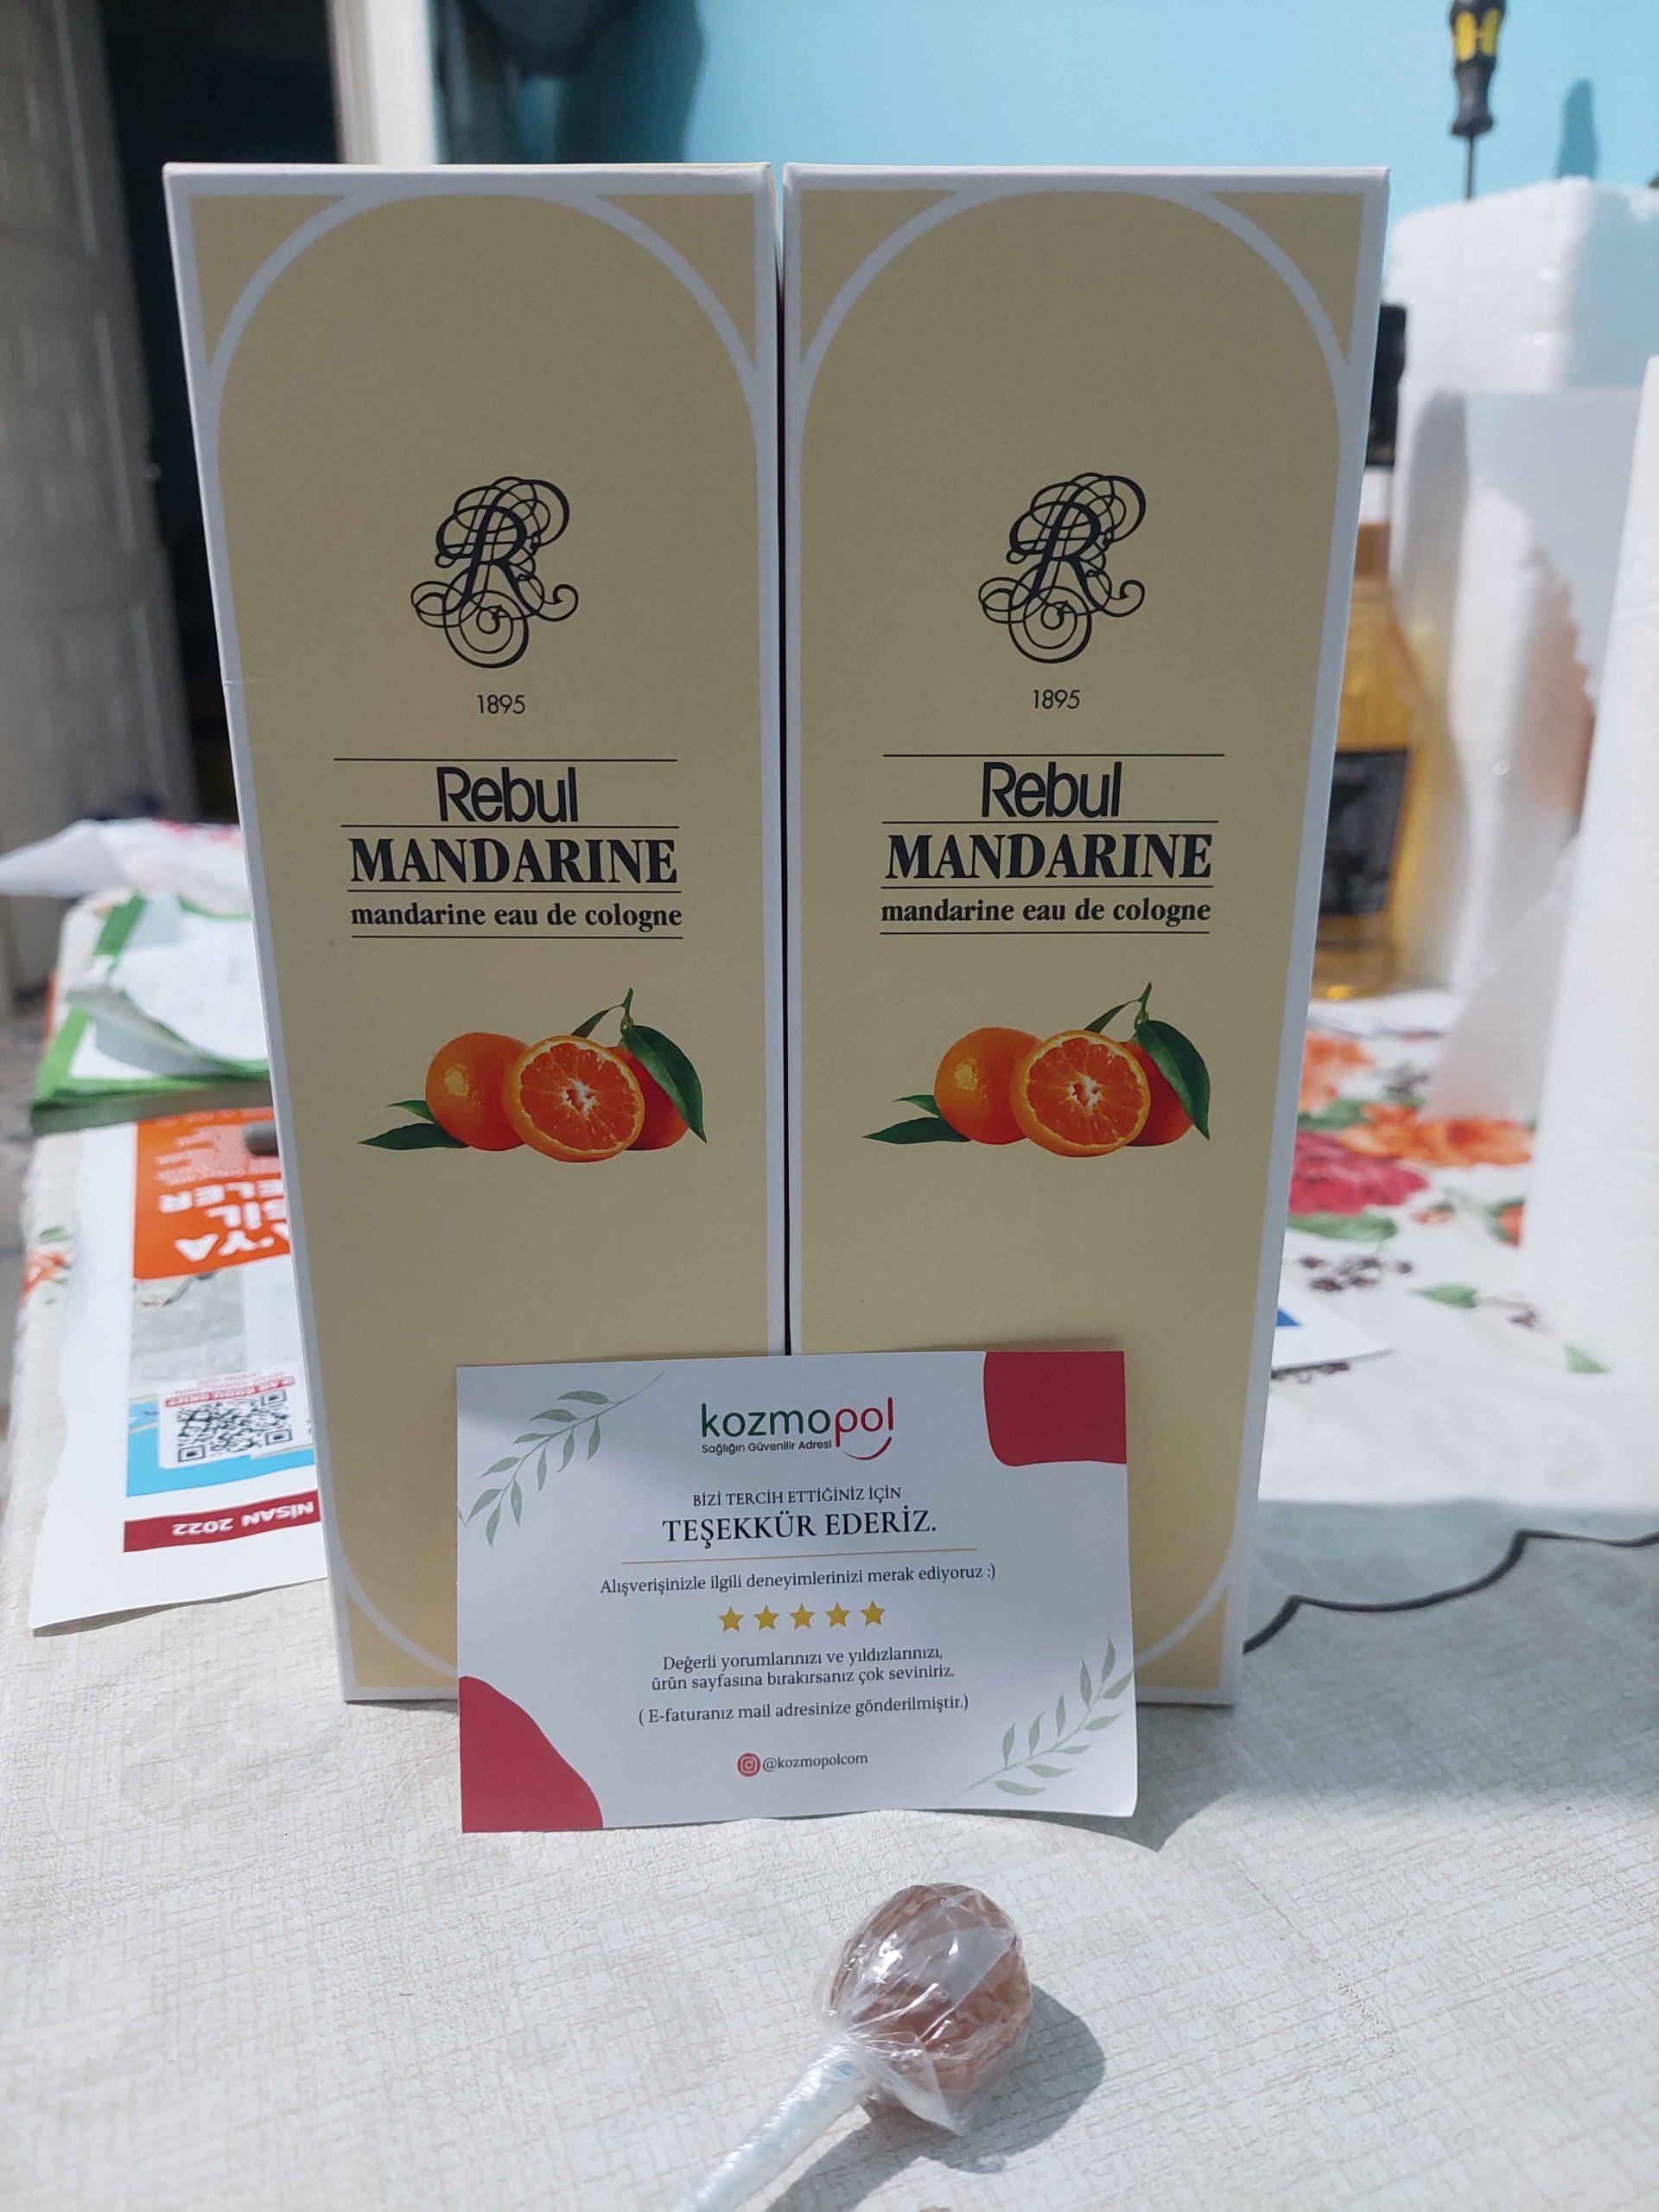 1895
Rebul
MANDARINE
mandarine eau de cologne
1895
Rebul
MANDARINE
mandarine eau de cologne
kozmopol
Sağlığın Güvenilir Adresi
BİZİ TERCİH ETTİĞİNİZ İÇİN
TEŞEKKÜR EDERİZ.
Alışverişinizle ilgili deneyimlerinizi merak ediyoruz :)
Değerli yorumlarınızı ve yıldızlarınızı,
ürün sayfasına bırakırsanız çok seviniriz.
( E-faturanız mail adresinize gönderilmiştir.)
@kozmopolcom
NİSAN 2022